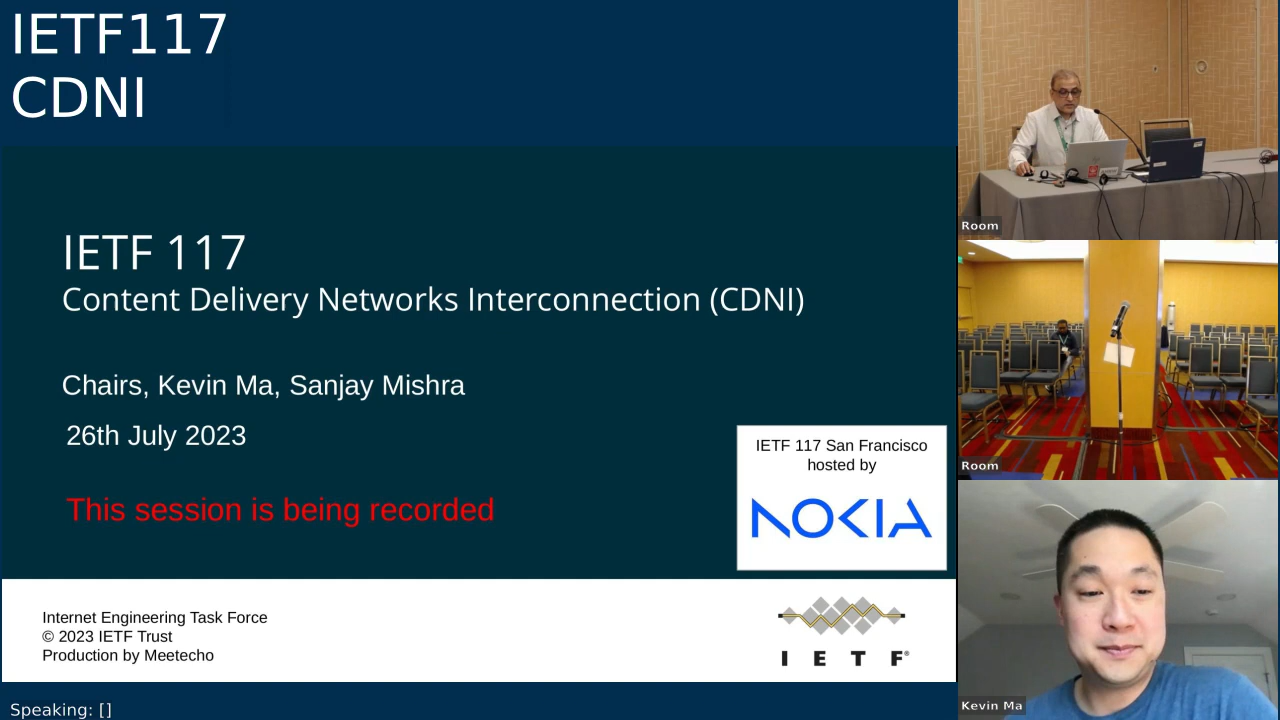 IETF117
CDNI
IETF 117
Content Delivery Networks Interconnection (CDNI)
Chairs, Kevin Ma, Sanjay Mishra
26th July 2023
This session is being recorded
IETF 117 San Francisco
hosted by
NOKIA
Internet Engineering Task Force
© 2023 IETF Trust
Production by Meetecho
I E T F®
Speaking: []
Room
Room
Kevin Ma